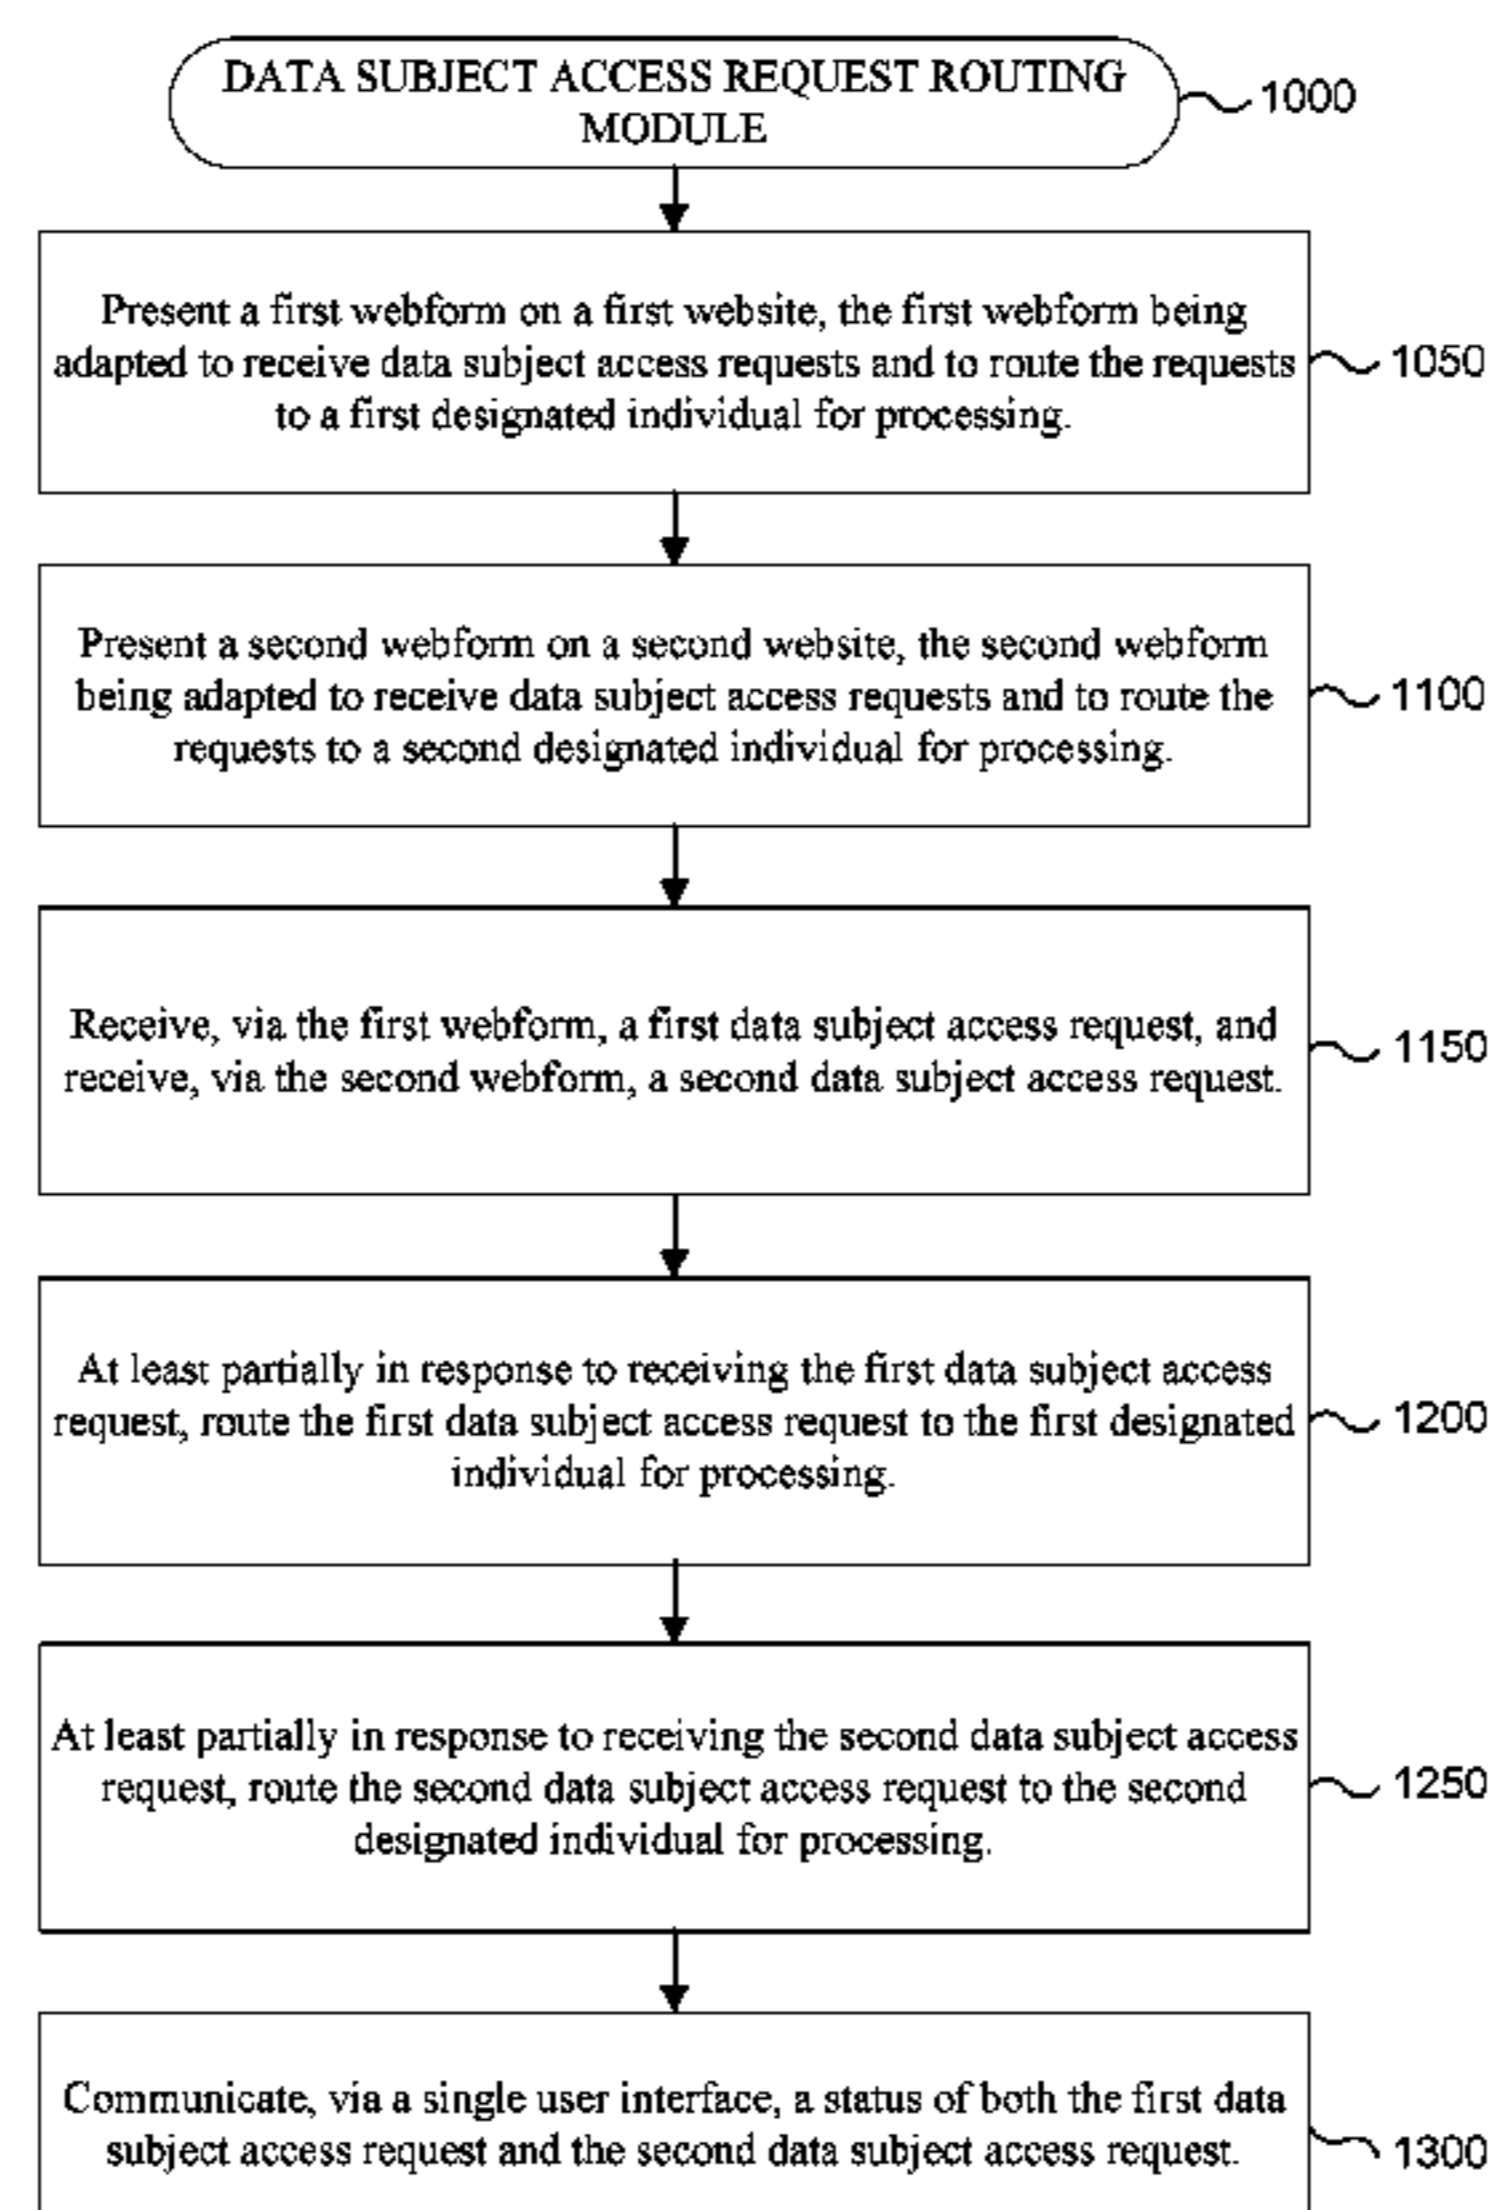 DATA SUBJECT ACCESS REQUEST ROUTING
MODULE
1000
Present a first webform on a first website, the first webform being
adapted to receive data subject access requests and to route the requests
to a first designated individual for processing.
1050
Present a second webform on a second website, the second webform
being adapted to receive data subject access requests and to route the
requests to a second designated individual for processing.
1100
Receive, via the first webform, a first data subject access request, and
receive, via the second webform, a second data subject access request.
1150
At least partially in response to receiving the first data subject access
request, route the first data subject access request to the first designated
individual for processing.
1200
At least partially in response to receiving the second data subject access
request, route the second data subject access request to the second
designated individual for processing.
1250
Communicate, via a single user interface, a status of both the first data
subject access request and the second data subject access request.
1300